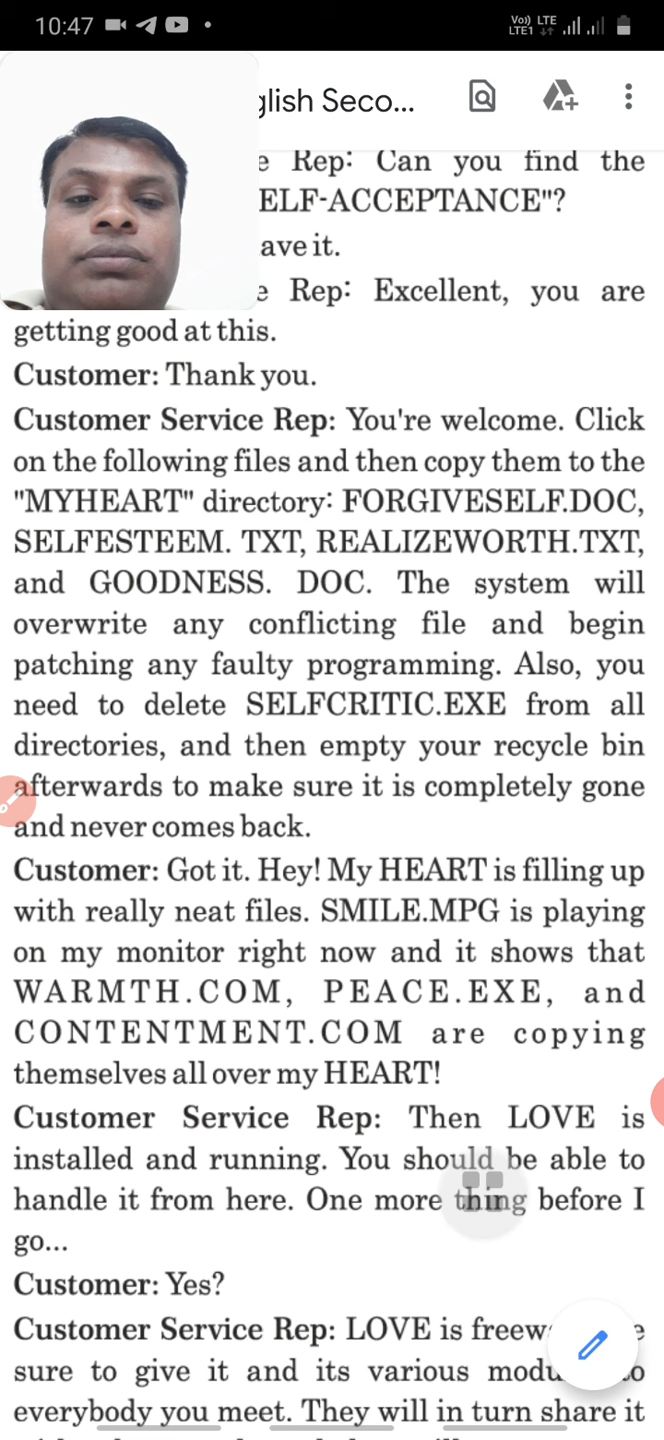 10:47
Vo)) LTE
LTE1
glish Seco...
e Rep: Can you find the
ELF-ACCEPTANCE"?
ave it.
e Rep: Excellent, you are
getting good at this.
Customer: Thank you.
Customer Service Rep: You're welcome. Click
on the following files and then copy them to the
"MYHEART" directory: FORGIVESELF.DOC,
SELFESTEEM. TXT, REALIZEWORTH.TXT,
and GOODNESS. DOC. The system will
overwrite any conflicting file and begin
patching any faulty programming. Also, you
need to delete SELFCRITIC.EXE from all
directories, and then empty your recycle bin
afterwards to make sure it is completely gone
and never comes back.
Customer: Got it. Hey! My HEART is filling up
with really neat files. SMILE.MPG is playing
on my monitor right now and it shows that
WARMTH.COM, PEACE.EXE, and
CONTENTMENT.COM are copying
themselves all over my HEART!
Customer Service Rep: Then LOVE is
installed and running. You should be able to
handle it from here. One more thing before I
go...
Customer: Yes?
Customer Service Rep: LOVE is freew e
sure to give it and its various modu o
everybody you meet. They will in turn share it